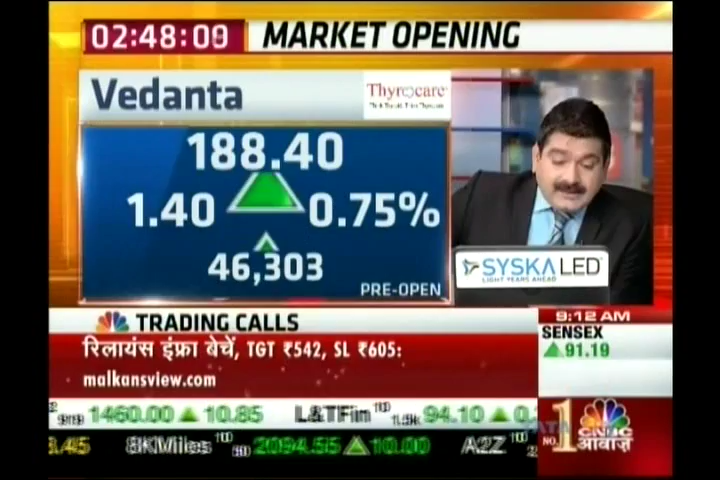 02:48:09 MARKET OPENING
Vedanta
Thyrocare
188.40
1.40 0.75%
46,303
PRE-OPEN
SYSKA LED
LIGHT YEARS AHEAD
TRADING CALLS
रिलायंस इंफ्रा बेचें, TGT ₹542, SL ₹605:
malkansview.com
9:12 AM
SENSEX
91.19
1460.00 10.85 L&TFin 94.10
8KMiles 2094.55 10.00 A2Z
NO. 1 CNBC
आवाज़